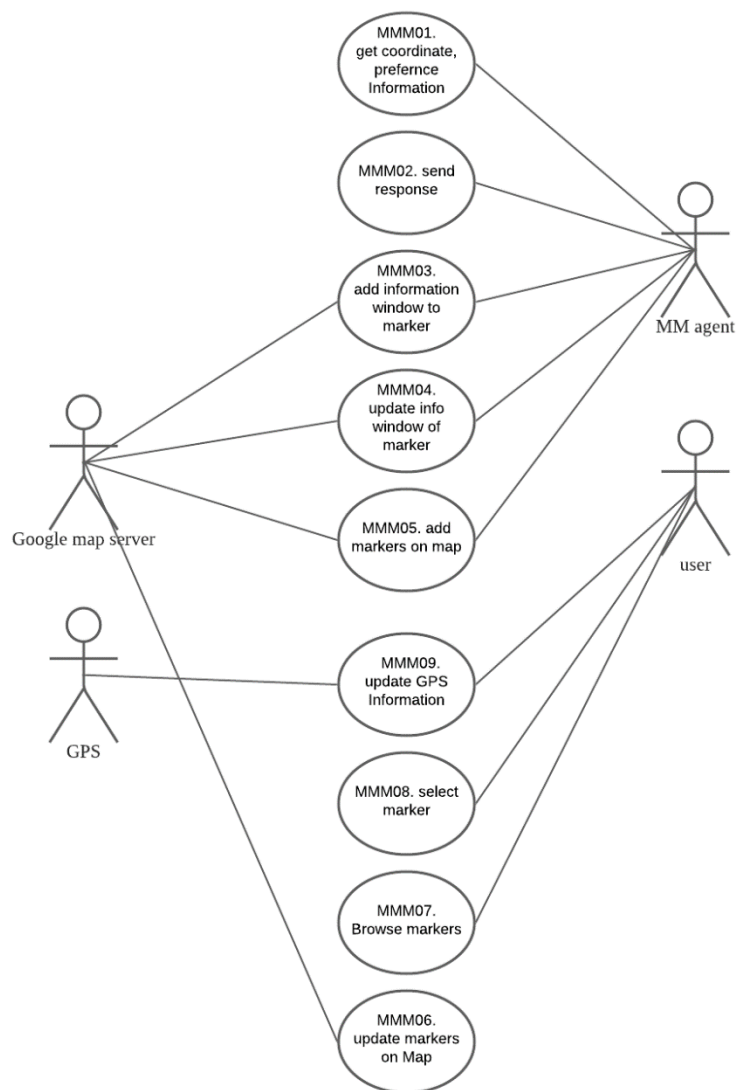 MMM01.
get coordinate,
prefernce
Information
MMM02. send
response
MMM03.
add information
window to
marker
MM agent
MMM04.
update info
window of
marker
Google map server
MMM05. add
markers on map
user
MMM09.
update GPS
Information
GPS
MMM08. select
marker
MMM07.
Browse markers
MMM06.
update markers
on Map